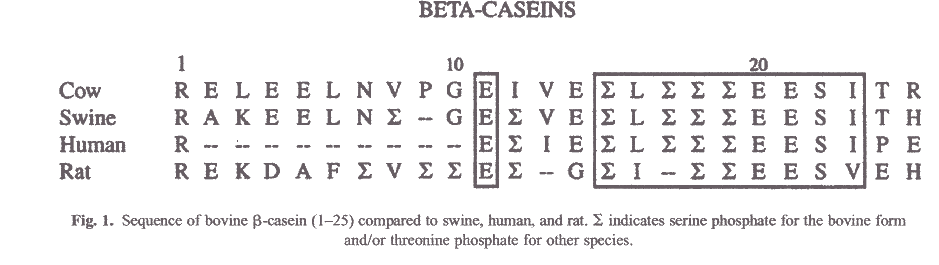 BETA-CASEINS
1 10 20
Cow R E L E E L N V P G E I V E Σ L Σ Σ Σ E E S I T R
Swine R A K E E L N Σ -- G E Σ V E Σ L Σ Σ Σ E E S I T H
Human R -- -- -- -- -- -- -- -- -- E Σ I E Σ L Σ Σ Σ E E S I P E
Rat R E K D A F Σ V Σ Σ E Σ -- G Σ I -- Σ Σ E E S V E H
Fig. 1. Sequence of bovine β-casein (1–25) compared to swine, human, and rat. Σ indicates serine phosphate for the bovine form
and/or threonine phosphate for other species.